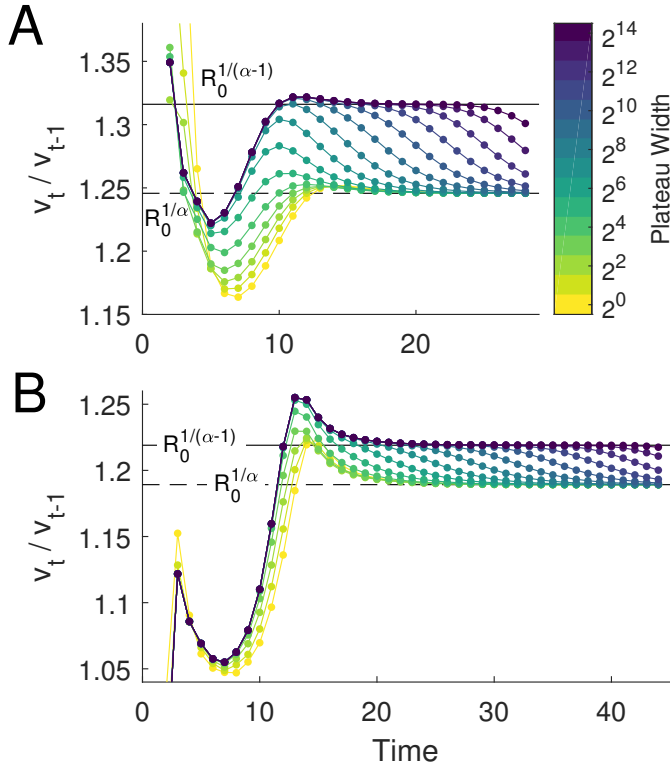 A
1.35
1.3
1.25
1.2
1.15
v_t / v_{t-1}
R_0^{1/(α-1)}
R_0^{1/α}
0
10
20
2^{14}
2^{12}
2^{10}
2^8
2^6
2^4
2^2
2^0
Plateau Width
B
1.25
1.2
1.15
1.1
1.05
v_t / v_{t-1}
R_0^{1/(α-1)}
R_0^{1/α}
0
10
20
30
40
Time